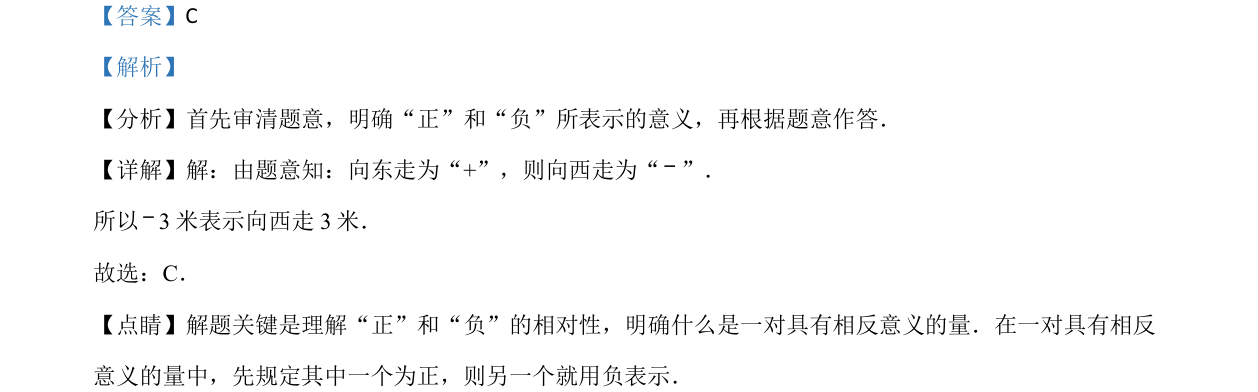 【答案】C
【解析】
【分析】首先审清题意，明确“正”和“负”所表示的意义，再根据题意作答．
【详解】解：由题意知：向东走为“+”，则向西走为“－”．
所以－3 米表示向西走 3 米．
故选：C．
【点睛】解题关键是理解“正”和“负”的相对性，明确什么是一对具有相反意义的量．在一对具有相反
意义的量中，先规定其中一个为正，则另一个就用负表示．